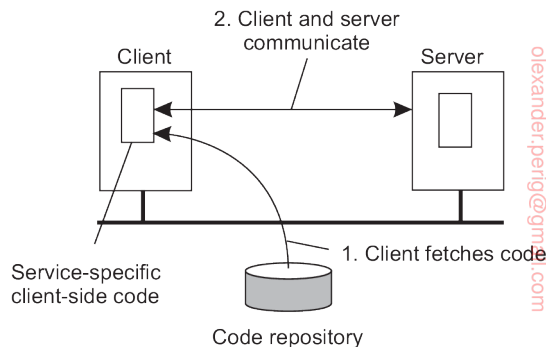 2. Client and server
communicate
Client
Server
1. Client fetches code
Service-specific
client-side code
Code repository
olexander.perig@gmail.com